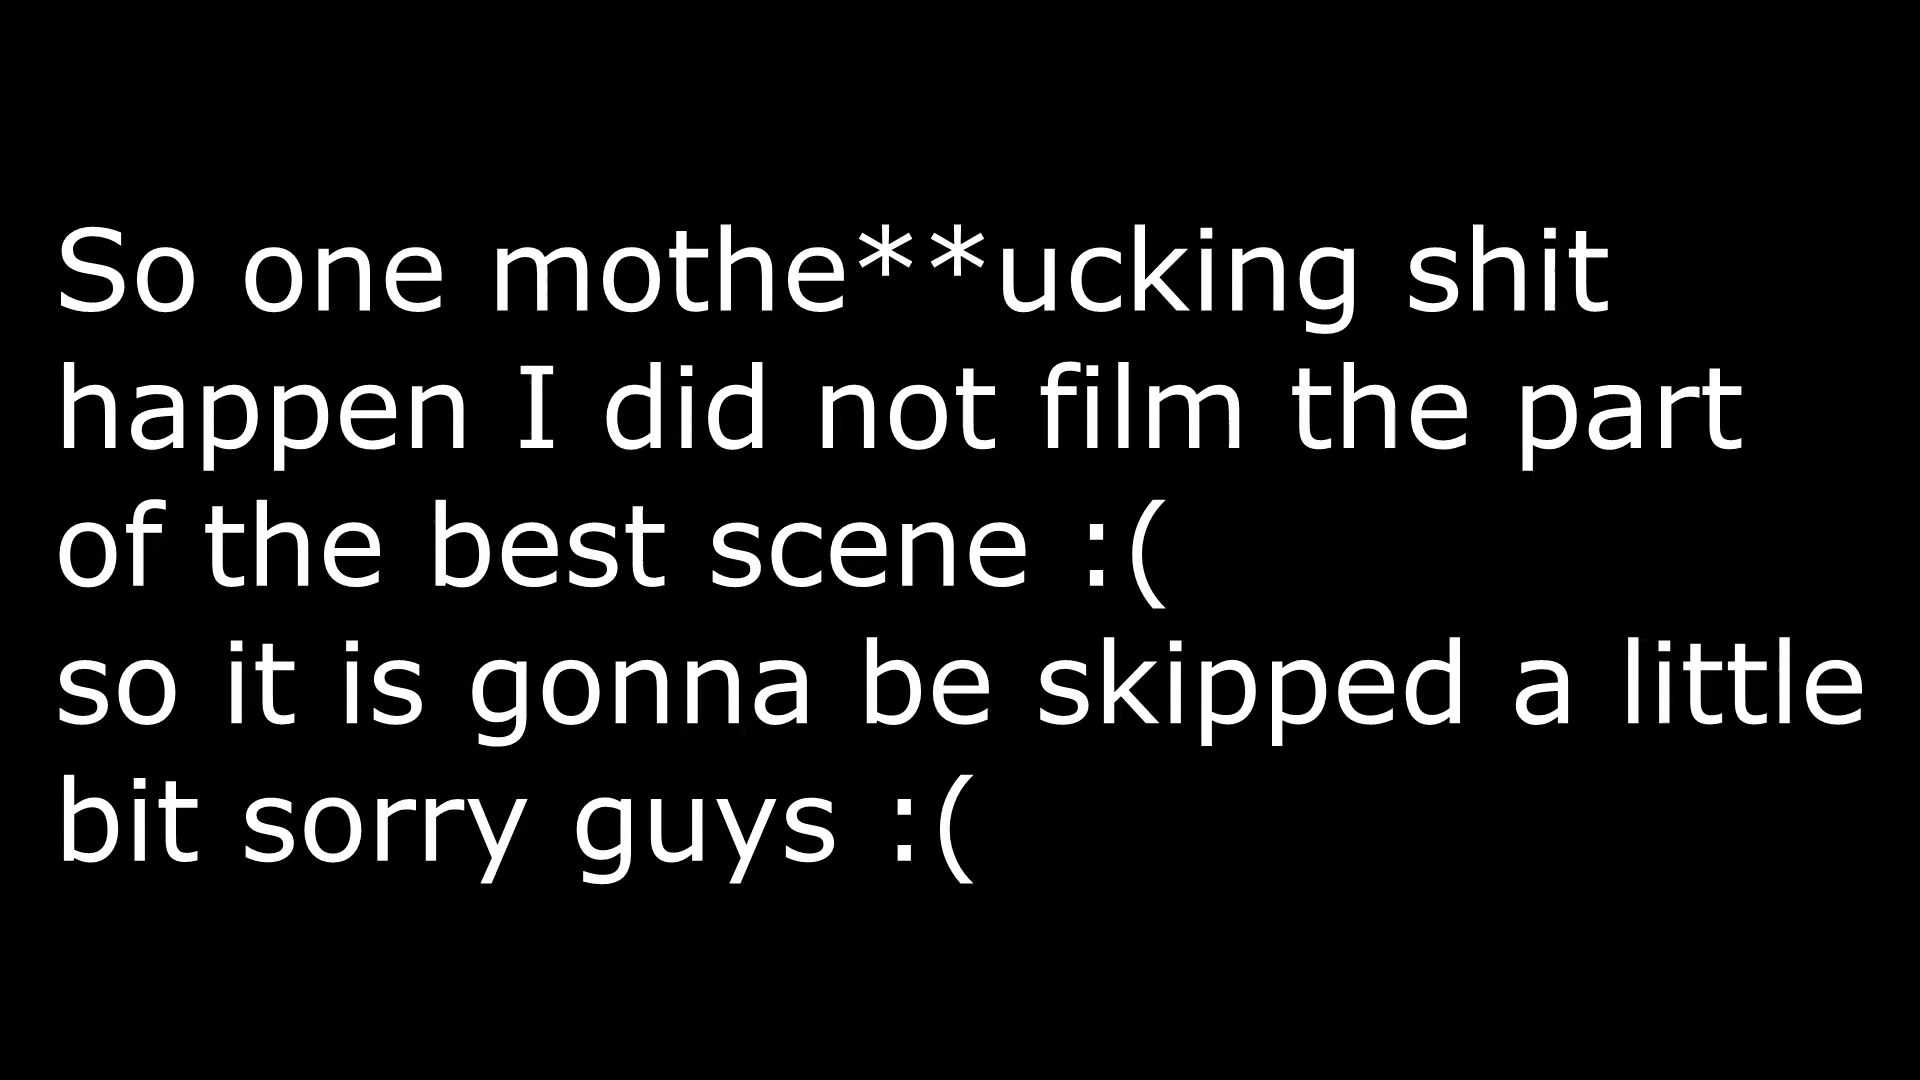 So one mothe**ucking shit
happen I did not film the part
of the best scene :(
so it is gonna be skipped a little
bit sorry guys :(